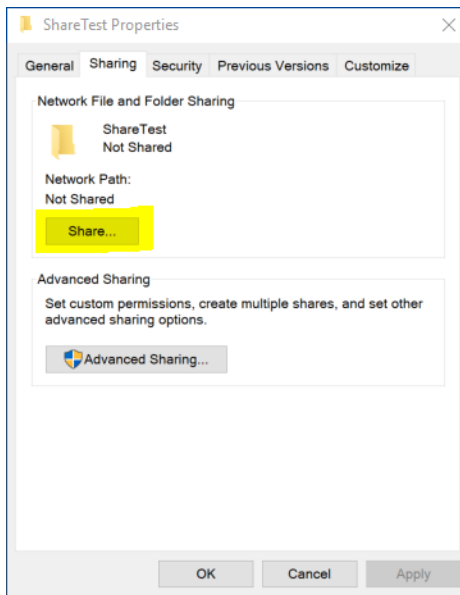 ShareTest Properties
General Sharing Security Previous Versions Customize
Network File and Folder Sharing
ShareTest
Not Shared
Network Path:
Not Shared
Share...
Advanced Sharing
Set custom permissions, create multiple shares, and set other
advanced sharing options.
Advanced Sharing...
OK Cancel Apply